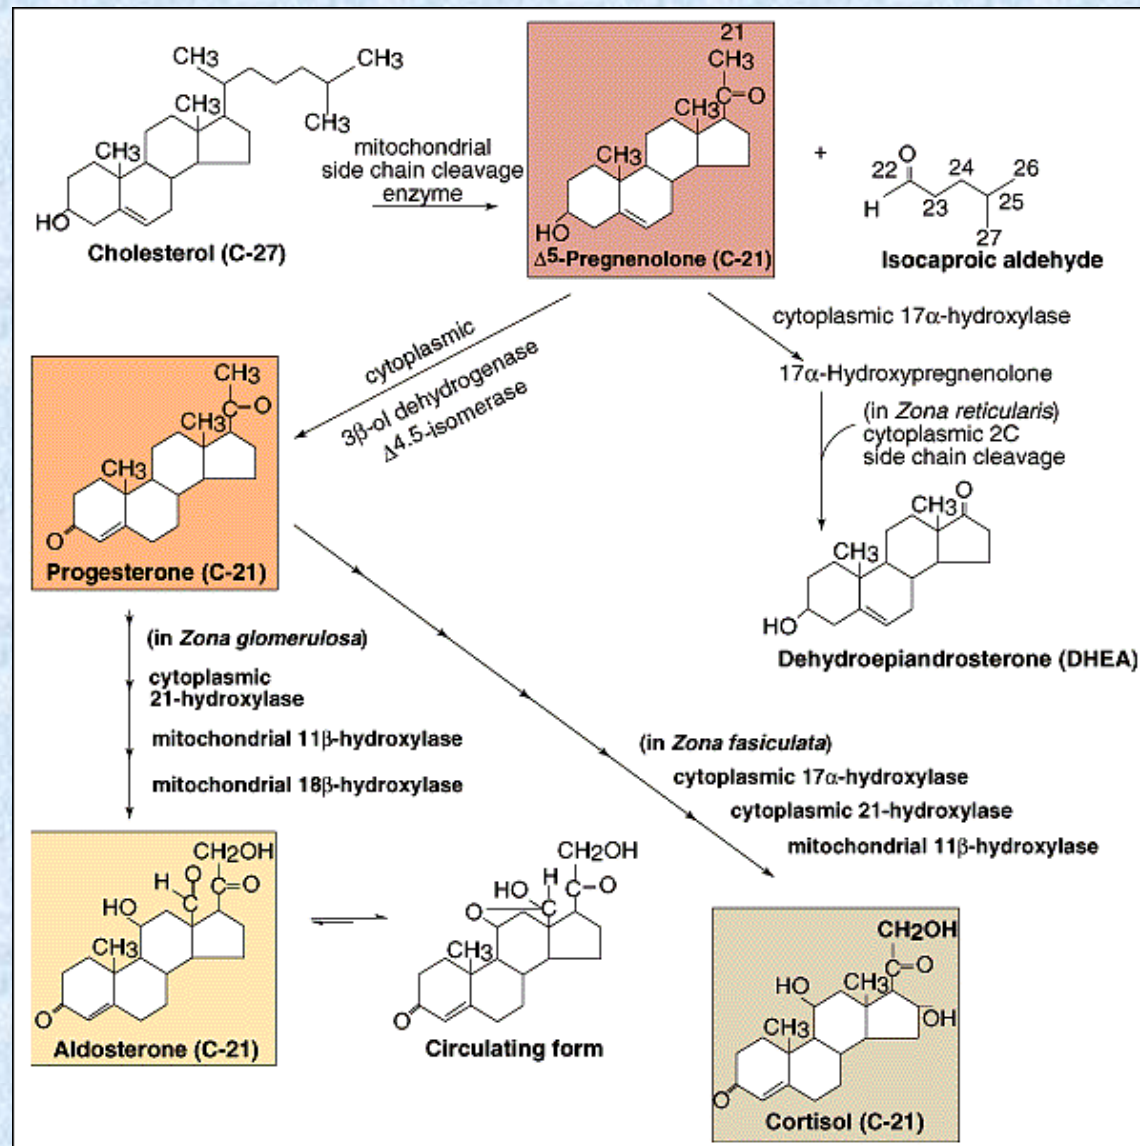 21
CH3
CH3
CH3
CH3
C=O
CH3
CH3
CH3
CH3
mitochondrial
side chain cleavage
enzyme
+
O
22
24
26
H
23
25
27
HO
HO
Cholesterol (C-27)
Δ5-Pregnenolone (C-21)
Isocaproic aldehyde
cytoplasmic
3β-ol dehydrogenase
Δ4.5-isomerase
cytoplasmic 17α-hydroxylase
17α-Hydroxypregnenolone
(in Zona reticularis)
cytoplasmic 2C
side chain cleavage
CH3
C-O
CH3
CH3
O
Progesterone (C-21)
O
CH3
CH3
HO
Dehydroepiandrosterone (DHEA)
(in Zona glomerulosa)
cytoplasmic
21-hydroxylase
mitochondrial 11β-hydroxylase
mitochondrial 18β-hydroxylase
(in Zona fasiculata)
cytoplasmic 17α-hydroxylase
cytoplasmic 21-hydroxylase
mitochondrial 11β-hydroxylase
CH2OH
H
O
C
C=O
HO
CH3
O
Aldosterone (C-21)
CH2OH
H
HO
C-O
O
C
CH3
O
Circulating form
CH2OH
C=O
CH3
HO
OH
CH3
O
Cortisol (C-21)